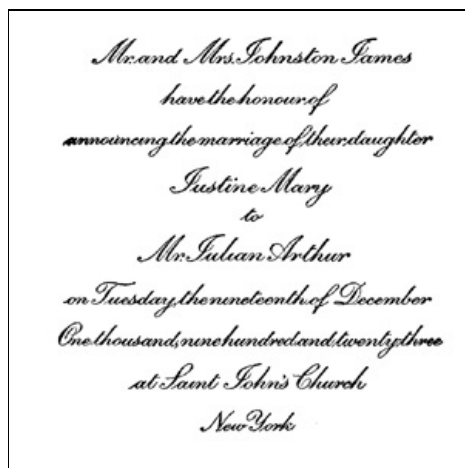 Mr. and Mrs. Johnston James
have the honour of
announcing the marriage of their daughter
Justine Mary
to
Mr. Julian Arthur
on Tuesday, the nineteenth of December
One thousand, nine hundred and twenty three
at Saint John's Church
New York